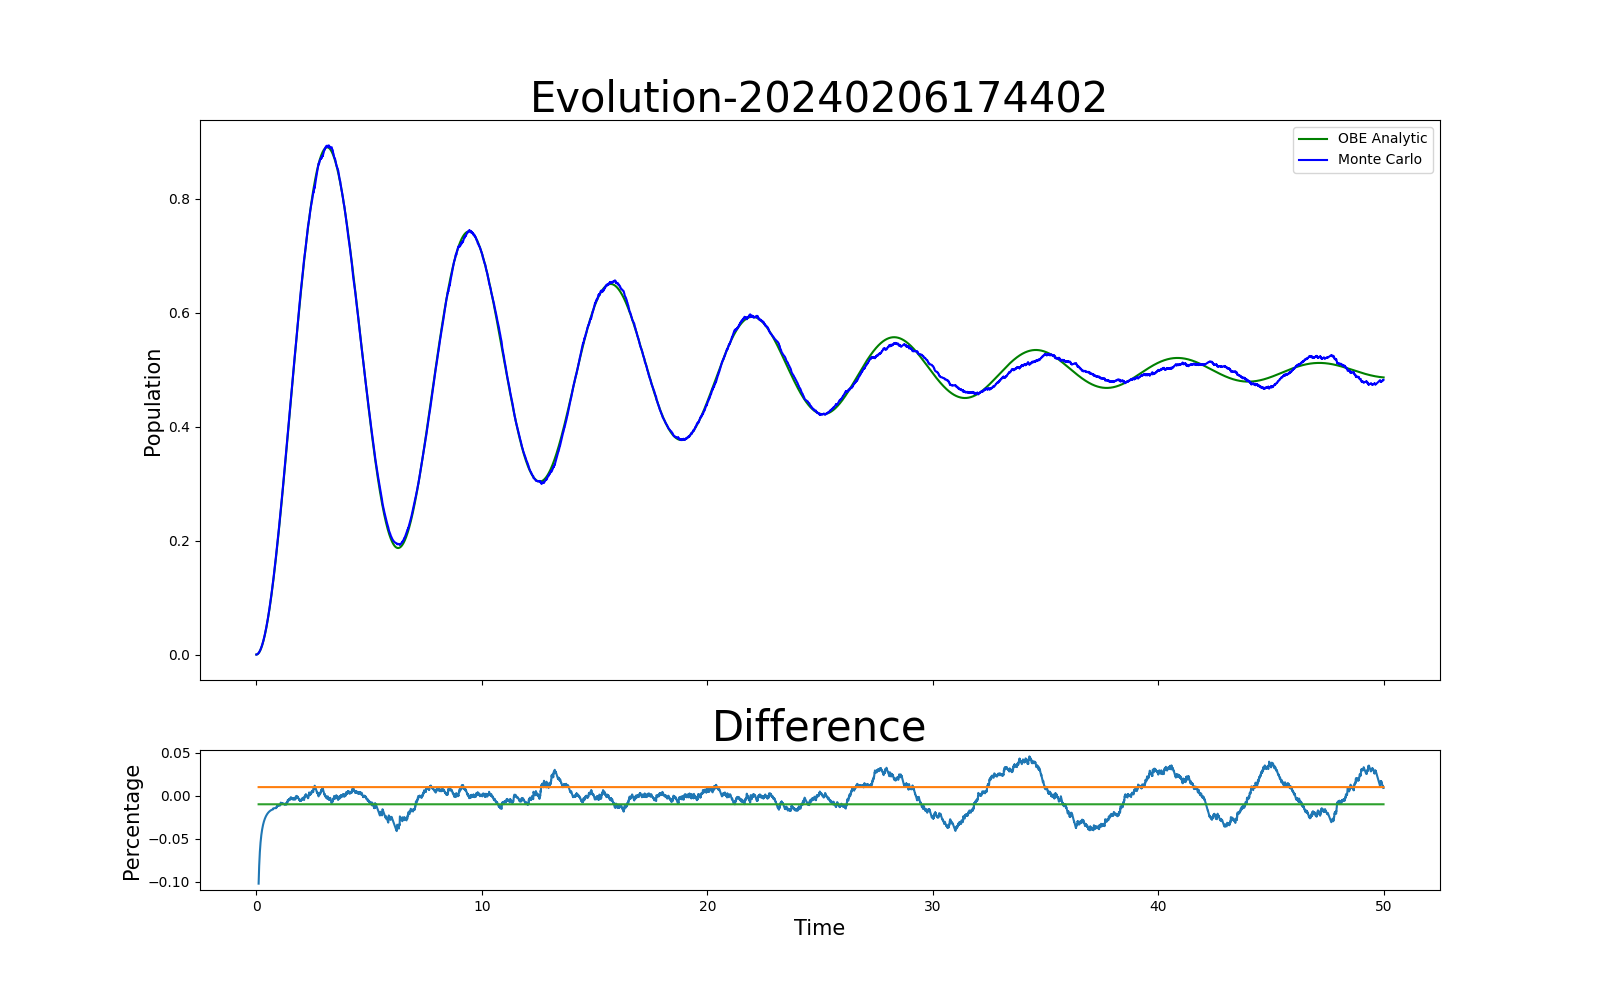 Evolution-20240206174402
OBE Analytic
Monte Carlo
Population
0.8
0.6
0.4
0.2
0.0
Difference
Percentage
0.05
0.00
−0.05
−0.10
0 10 20 30 40 50
Time